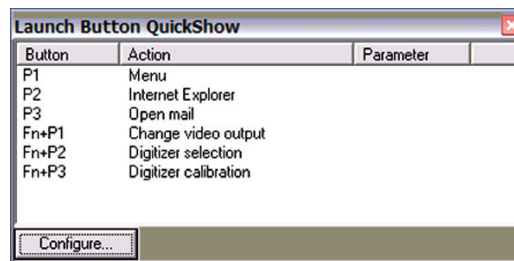 Launch Button QuickShow
Button Action Parameter
P1 Menu
P2 Internet Explorer
P3 Open mail
Fn+P1 Change video output
Fn+P2 Digitizer selection
Fn+P3 Digitizer calibration
Configure...